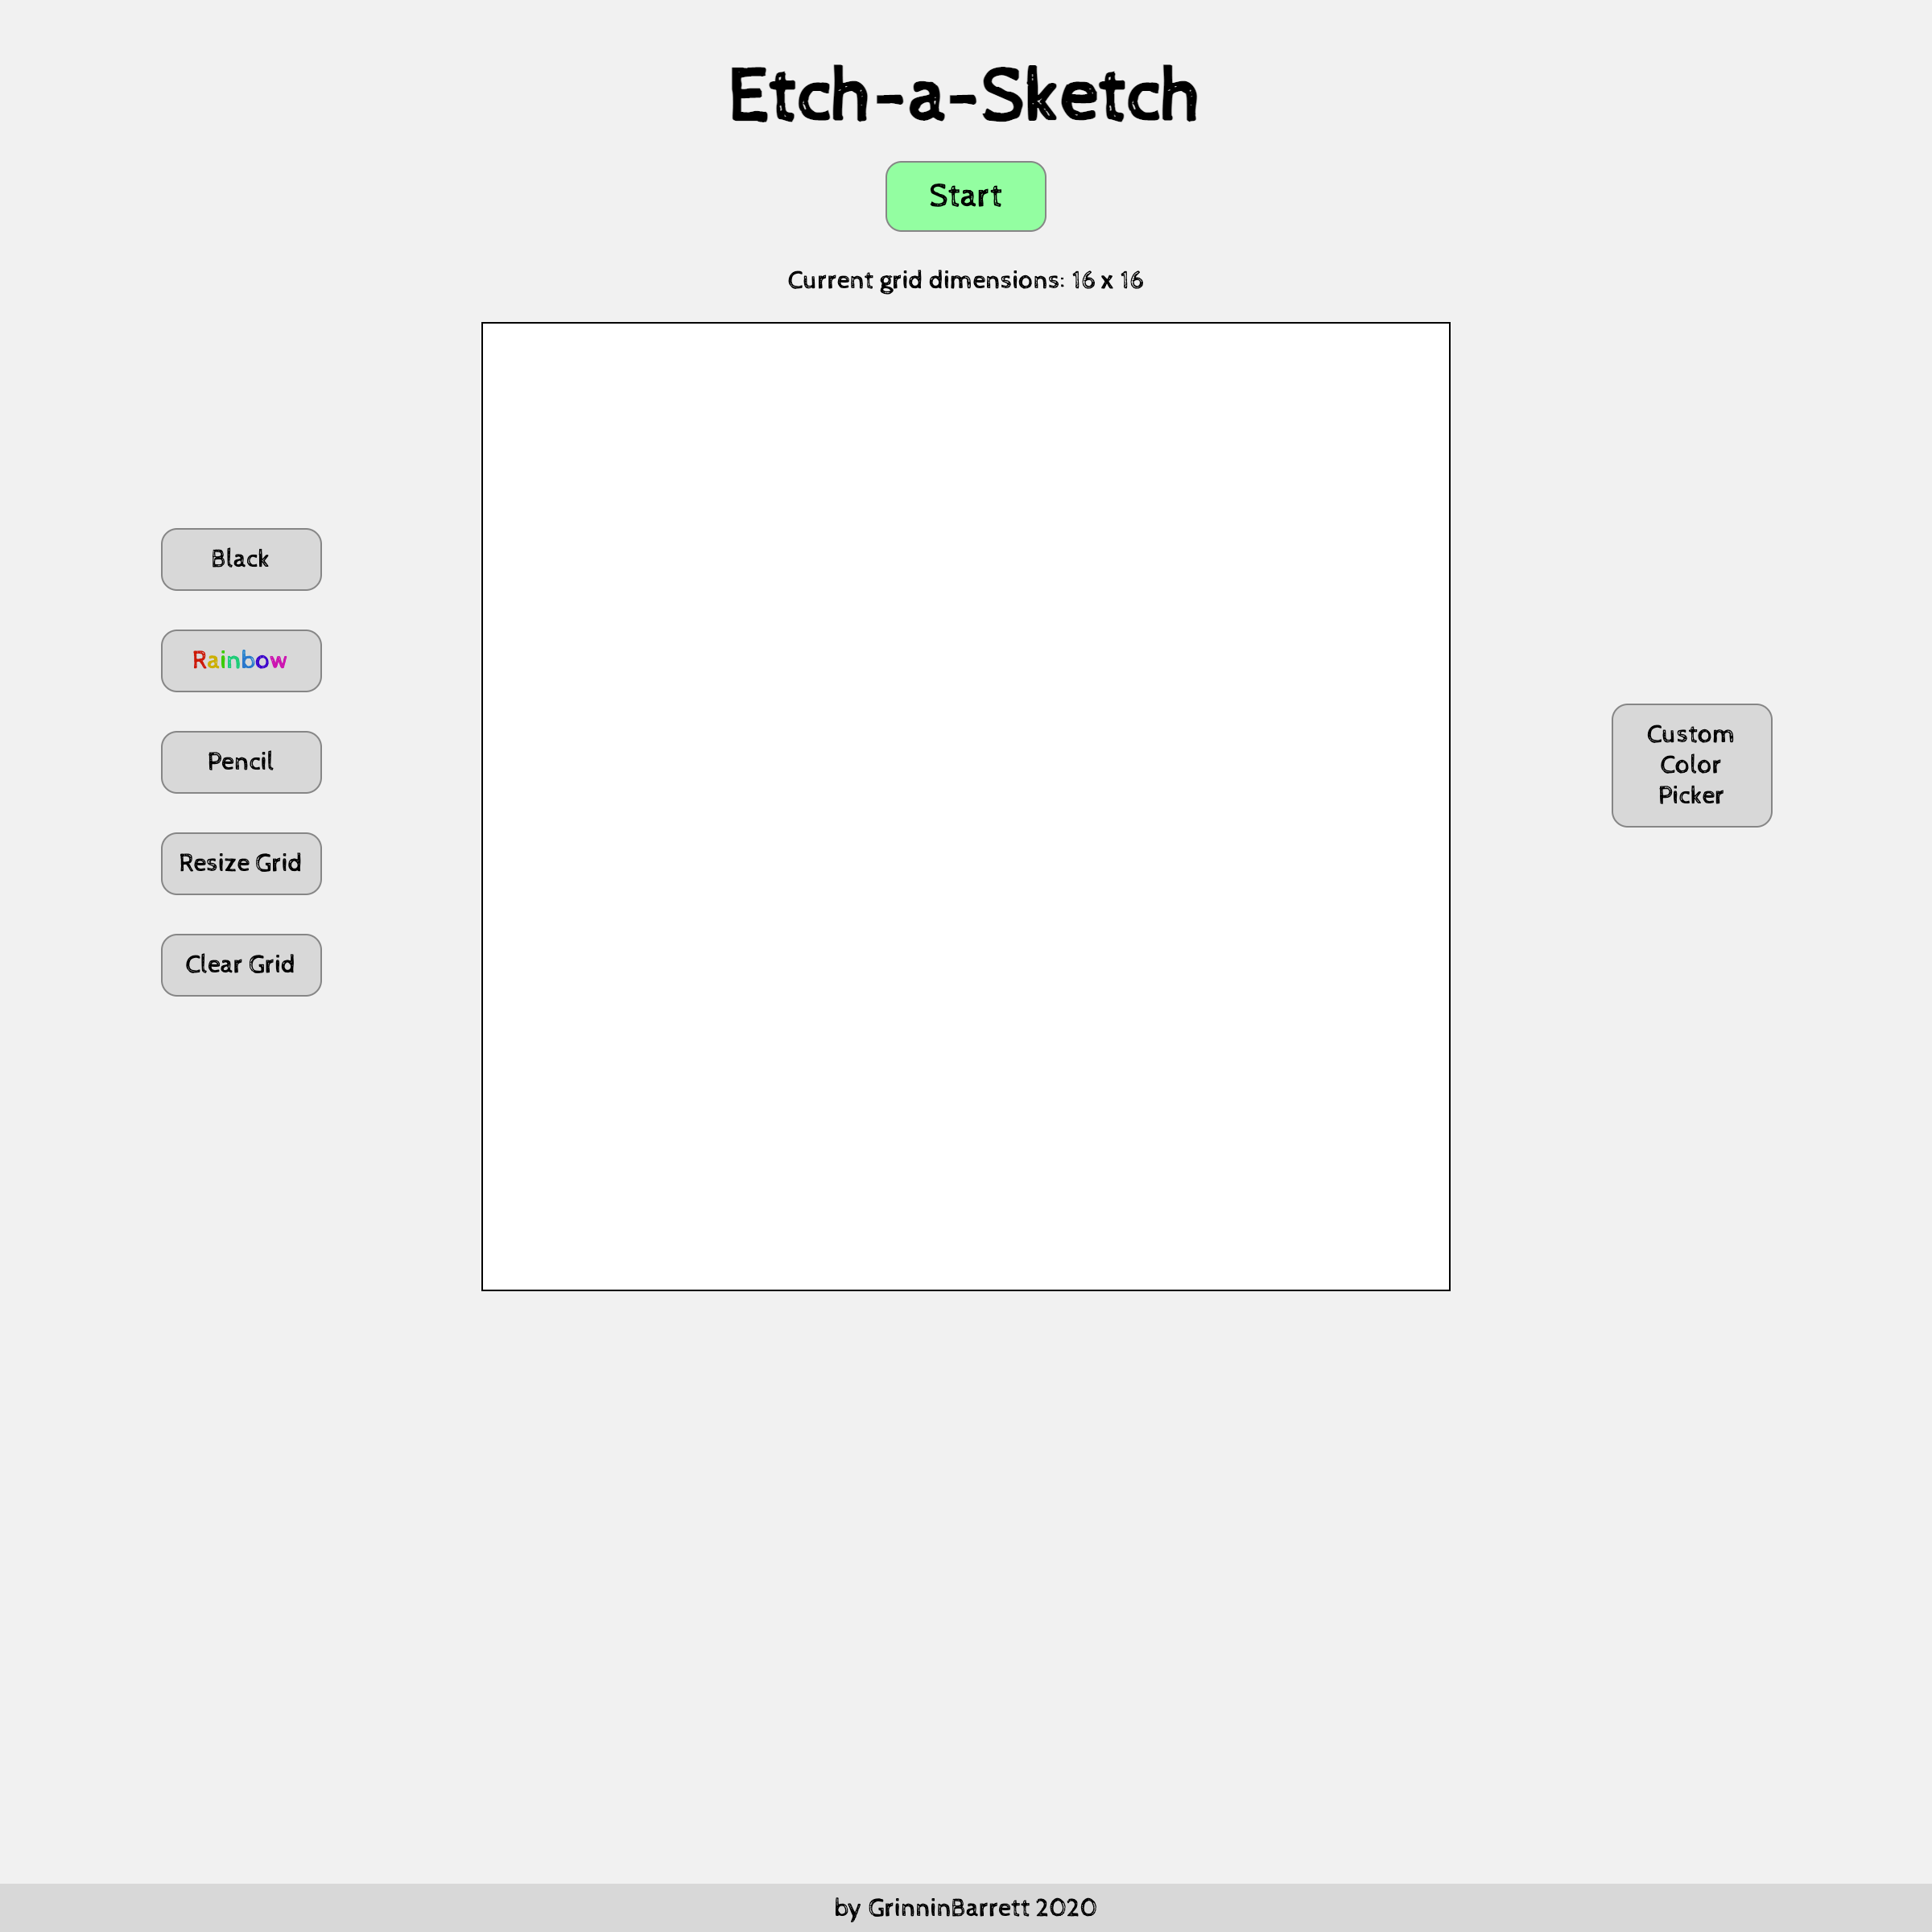 Etch-a-Sketch
Start
Current grid dimensions: 16 x 16
Black
Rainbow
Pencil
Resize Grid
Clear Grid
Custom
Color
Picker
by GrinninBarrett 2020